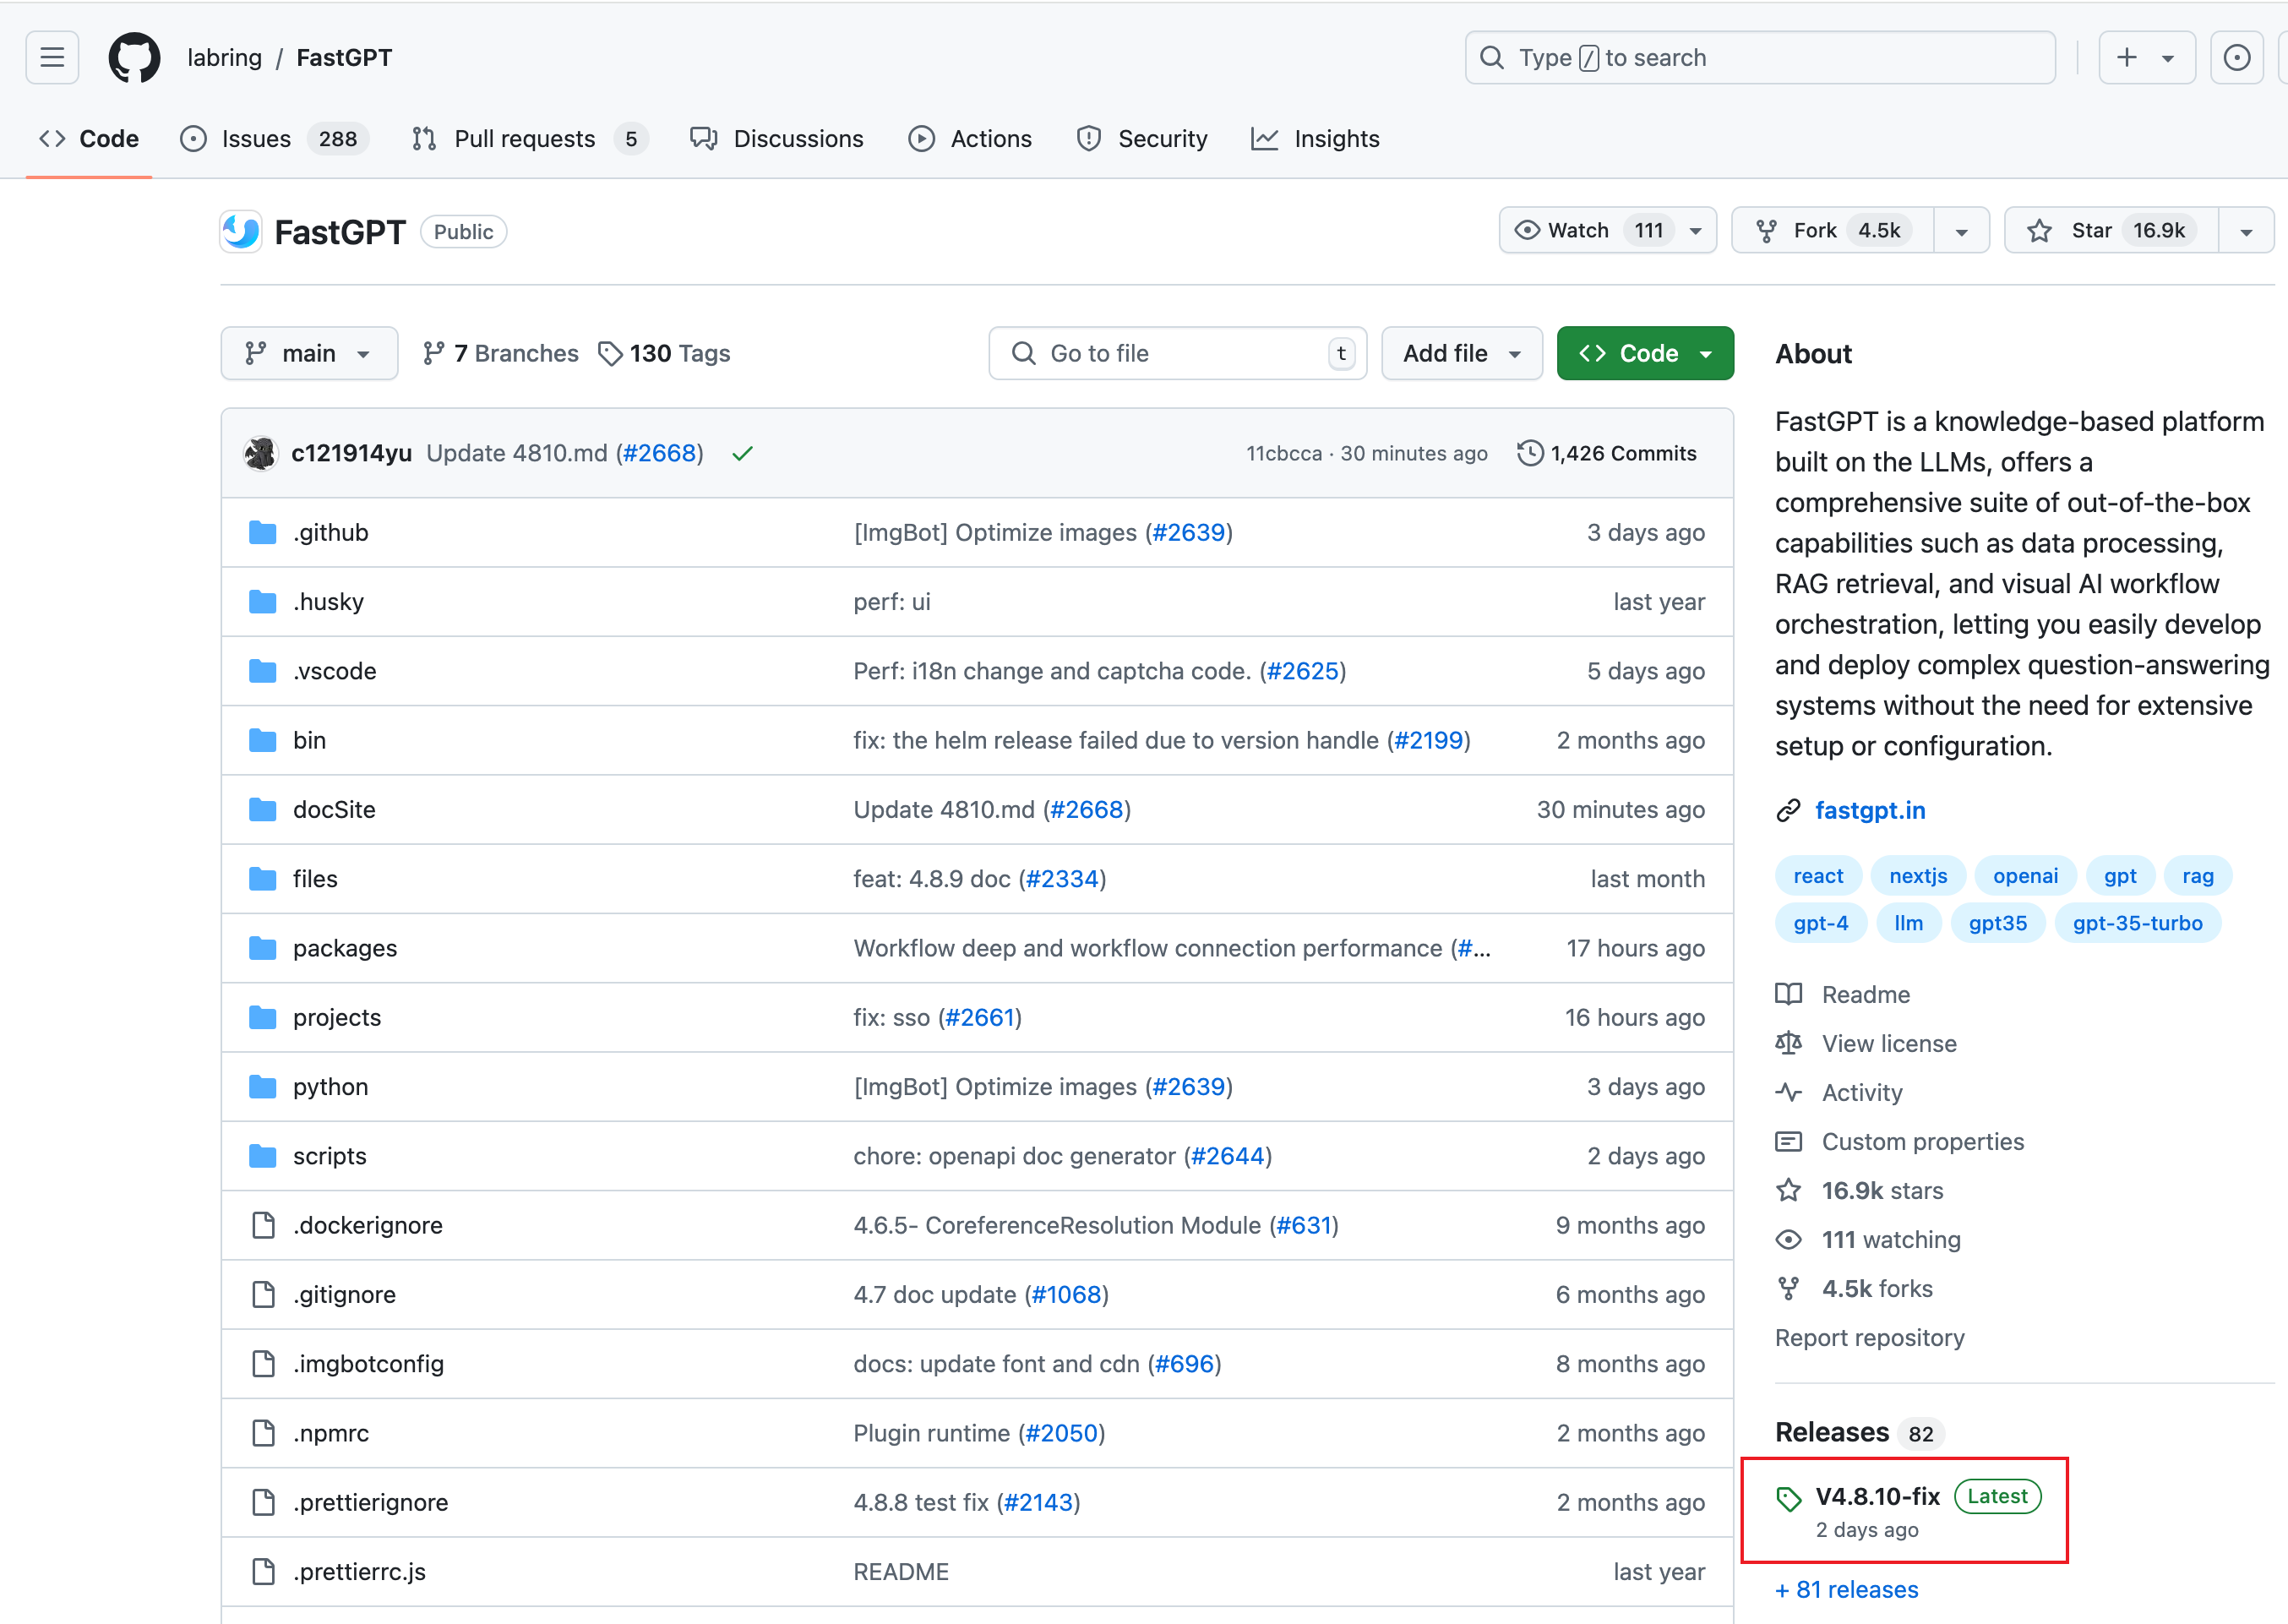 labring / FastGPT
Type / to search
Code
Issues 288
Pull requests 5
Discussions
Actions
Security
Insights
FastGPT Public
Watch 111
Fork 4.5k
Star 16.9k
main
7 Branches
130 Tags
Go to file t
Add file
Code
c121914yu Update 4810.md (#2668) 11cbcca · 30 minutes ago 1,426 Commits
.github [ImgBot] Optimize images (#2639) 3 days ago
.husky perf: ui last year
.vscode Perf: i18n change and captcha code. (#2625) 5 days ago
bin fix: the helm release failed due to version handle (#2199) 2 months ago
docSite Update 4810.md (#2668) 30 minutes ago
files feat: 4.8.9 doc (#2334) last month
packages Workflow deep and workflow connection performance (#... 17 hours ago
projects fix: sso (#2661) 16 hours ago
python [ImgBot] Optimize images (#2639) 3 days ago
scripts chore: openapi doc generator (#2644) 2 days ago
.dockerignore 4.6.5- CoreferenceResolution Module (#631) 9 months ago
.gitignore 4.7 doc update (#1068) 6 months ago
.imgbotconfig docs: update font and cdn (#696) 8 months ago
.npmrc Plugin runtime (#2050) 2 months ago
.prettierignore 4.8.8 test fix (#2143) 2 months ago
.prettierrc.js README last year
About
FastGPT is a knowledge-based platform
built on the LLMs, offers a
comprehensive suite of out-of-the-box
capabilities such as data processing,
RAG retrieval, and visual AI workflow
orchestration, letting you easily develop
and deploy complex question-answering
systems without the need for extensive
setup or configuration.
fastgpt.in
react nextjs openai gpt rag
gpt-4 llm gpt35 gpt-35-turbo
Readme
View license
Activity
Custom properties
16.9k stars
111 watching
4.5k forks
Report repository
Releases 82
V4.8.10-fix Latest
2 days ago
+ 81 releases